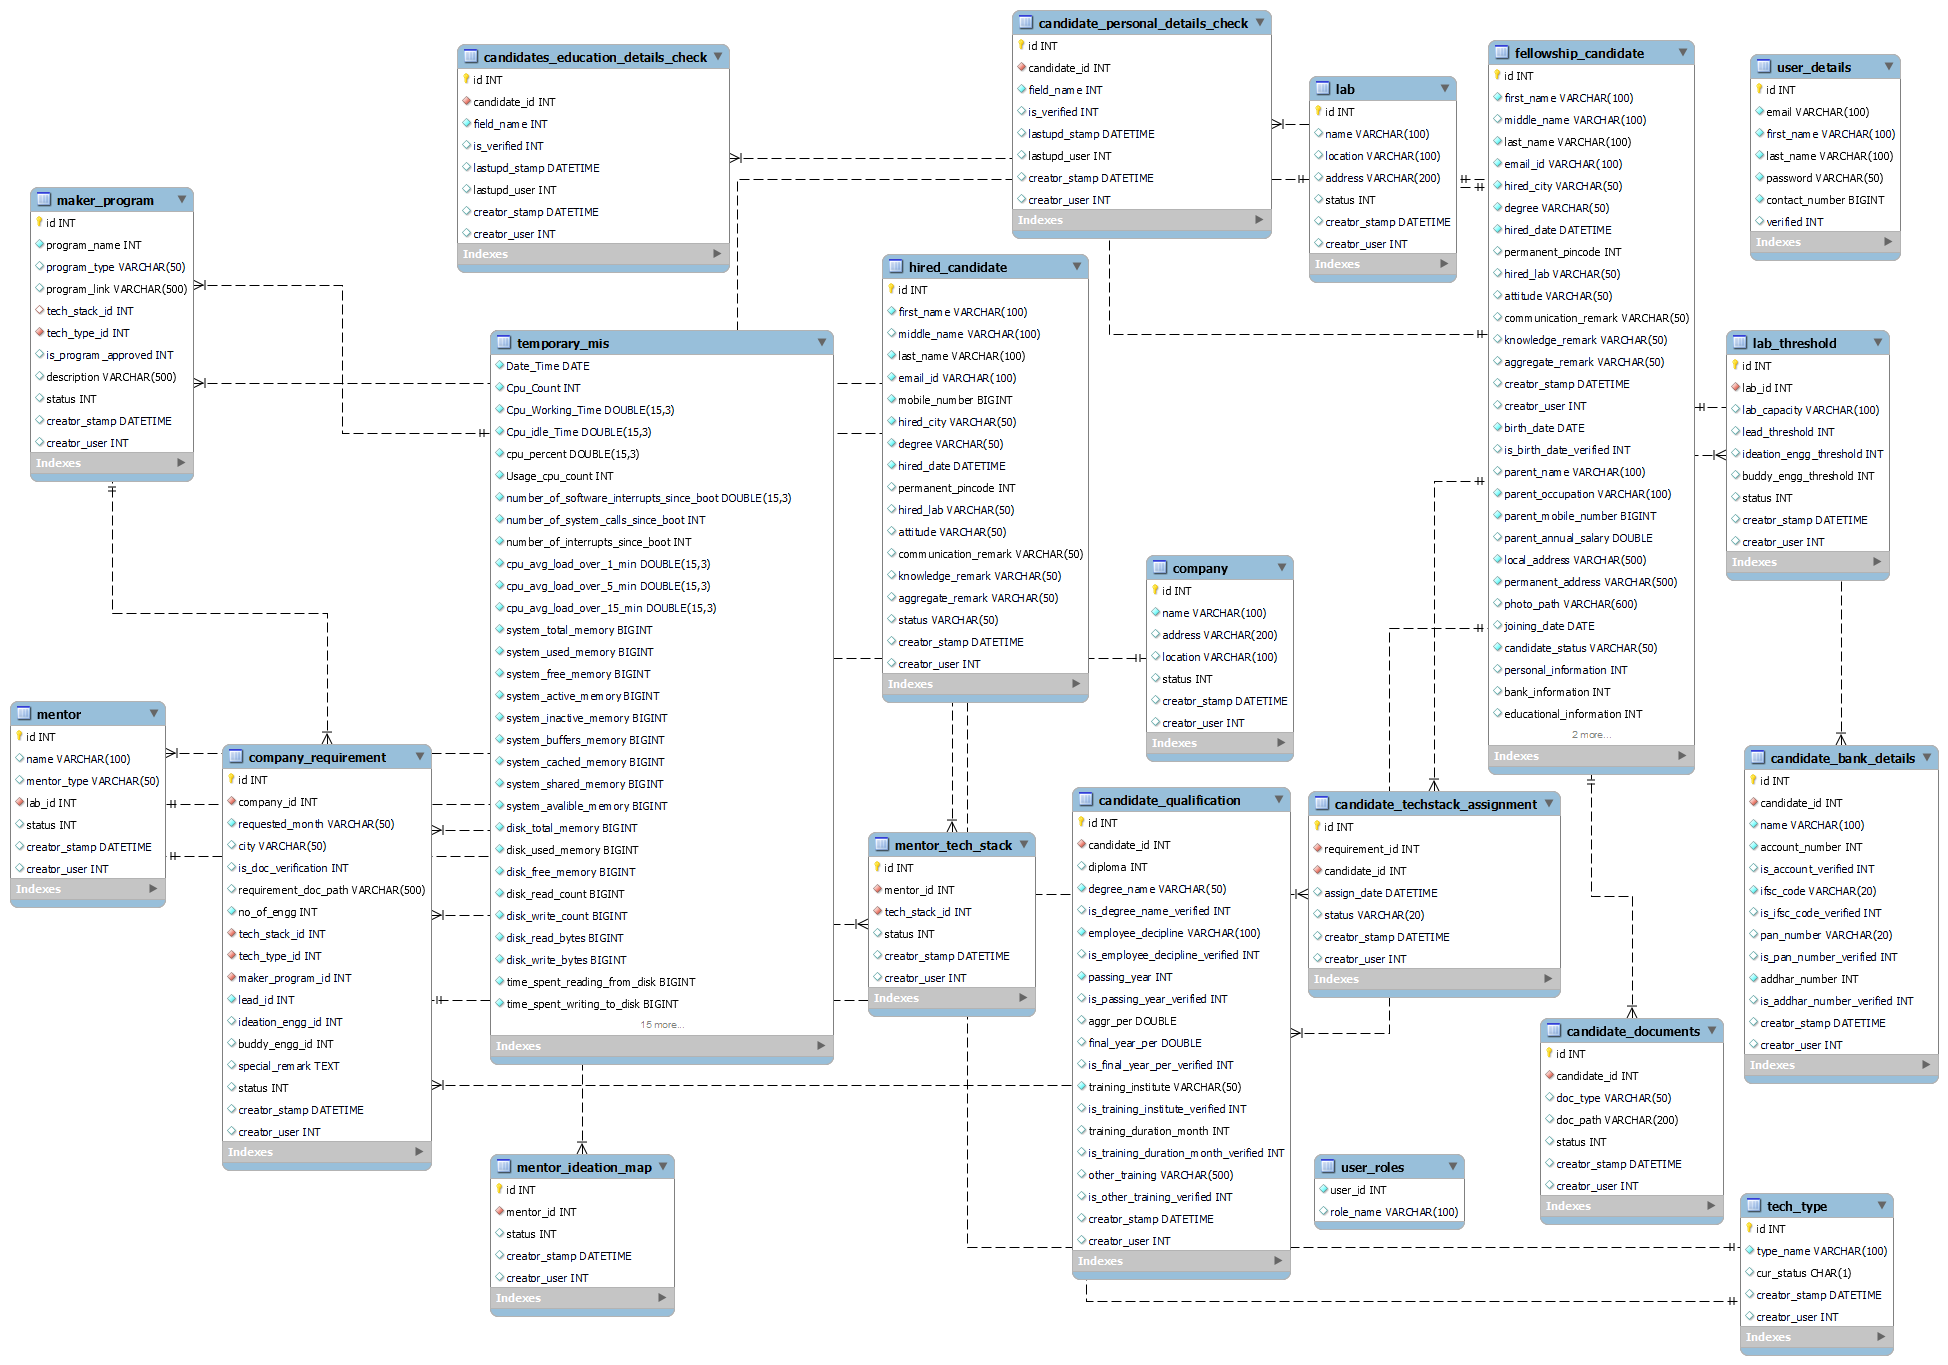 candidates_education_details_check
id INT
candidate_id INT
field_name INT
is_verified INT
lastupd_stamp DATETIME
lastupd_user INT
creator_stamp DATETIME
creator_user INT
Indexes
candidate_personal_details_check
id INT
candidate_id INT
field_name INT
is_verified INT
lastupd_stamp DATETIME
lastupd_user INT
creator_stamp DATETIME
creator_user INT
Indexes
lab
id INT
name VARCHAR(100)
location VARCHAR(100)
address VARCHAR(200)
status INT
creator_stamp DATETIME
creator_user INT
Indexes
fellowship_candidate
id INT
first_name VARCHAR(100)
middle_name VARCHAR(100)
last_name VARCHAR(100)
email_id VARCHAR(100)
hired_city VARCHAR(50)
degree VARCHAR(50)
hired_date DATETIME
permanent_pincode INT
hired_lab VARCHAR(50)
attitude VARCHAR(50)
communication_remark VARCHAR(50)
knowledge_remark VARCHAR(50)
aggregate_remark VARCHAR(50)
creator_stamp DATETIME
creator_user INT
birth_date DATE
is_birth_date_verified INT
parent_name VARCHAR(100)
parent_occupation VARCHAR(100)
parent_mobile_number BIGINT
parent_annual_salary DOUBLE
local_address VARCHAR(500)
permanent_address VARCHAR(500)
photo_path VARCHAR(600)
joining_date DATE
candidate_status VARCHAR(50)
personal_information INT
bank_information INT
educational_information INT
2 more...
Indexes
user_details
id INT
email VARCHAR(100)
first_name VARCHAR(100)
last_name VARCHAR(100)
password VARCHAR(50)
contact_number BIGINT
verified INT
Indexes
maker_program
id INT
program_name INT
program_type VARCHAR(50)
program_link VARCHAR(500)
tech_stack_id INT
tech_type_id INT
is_program_approved INT
description VARCHAR(500)
status INT
creator_stamp DATETIME
creator_user INT
Indexes
temporary_mis
Date_Time DATE
Cpu_Count INT
Cpu_Working_Time DOUBLE(15,3)
Cpu_idle_Time DOUBLE(15,3)
cpu_percent DOUBLE(15,3)
Usage_cpu_count INT
number_of_software_interrupts_since_boot DOUBLE(15,3)
number_of_system_calls_since_boot INT
number_of_interrupts_since_boot INT
cpu_avg_load_over_1_min DOUBLE(15,3)
cpu_avg_load_over_5_min DOUBLE(15,3)
cpu_avg_load_over_15_min DOUBLE(15,3)
system_total_memory BIGINT
system_used_memory BIGINT
system_free_memory BIGINT
system_active_memory BIGINT
system_inactive_memory BIGINT
system_buffers_memory BIGINT
system_cached_memory BIGINT
system_shared_memory BIGINT
system_avalible_memory BIGINT
disk_total_memory BIGINT
disk_used_memory BIGINT
disk_free_memory BIGINT
disk_read_count BIGINT
disk_write_count BIGINT
disk_read_bytes BIGINT
disk_write_bytes BIGINT
time_spent_reading_from_disk BIGINT
time_spent_writing_to_disk BIGINT
15 more...
Indexes
hired_candidate
id INT
first_name VARCHAR(100)
middle_name VARCHAR(100)
last_name VARCHAR(100)
email_id VARCHAR(100)
mobile_number BIGINT
hired_city VARCHAR(50)
degree VARCHAR(50)
hired_date DATETIME
permanent_pincode INT
hired_lab VARCHAR(50)
attitude VARCHAR(50)
communication_remark VARCHAR(50)
knowledge_remark VARCHAR(50)
aggregate_remark VARCHAR(50)
status VARCHAR(50)
creator_stamp DATETIME
creator_user INT
Indexes
lab_threshold
id INT
lab_id INT
lab_capacity VARCHAR(100)
lead_threshold INT
ideation_engg_threshold INT
buddy_engg_threshold INT
status INT
creator_stamp DATETIME
creator_user INT
Indexes
company
id INT
name VARCHAR(100)
address VARCHAR(200)
location VARCHAR(100)
status INT
creator_stamp DATETIME
creator_user INT
Indexes
mentor
id INT
name VARCHAR(100)
mentor_type VARCHAR(50)
lab_id INT
status INT
creator_stamp DATETIME
creator_user INT
Indexes
company_requirement
id INT
company_id INT
requested_month VARCHAR(50)
city VARCHAR(50)
is_doc_verification INT
requirement_doc_path VARCHAR(500)
no_of_engg INT
tech_stack_id INT
tech_type_id INT
maker_program_id INT
lead_id INT
ideation_engg_id INT
buddy_engg_id INT
special_remark TEXT
status INT
creator_stamp DATETIME
creator_user INT
Indexes
mentor_tech_stack
id INT
mentor_id INT
tech_stack_id INT
status INT
creator_stamp DATETIME
creator_user INT
Indexes
candidate_qualification
id INT
candidate_id INT
diploma INT
degree_name VARCHAR(50)
is_degree_name_verified INT
employee_decipline VARCHAR(100)
is_employee_decipline_verified INT
passing_year INT
is_passing_year_verified INT
aggr_per DOUBLE
final_year_per DOUBLE
is_final_year_per_verified INT
training_institute VARCHAR(50)
is_training_institute_verified INT
training_duration_month INT
is_training_duration_month_verified INT
other_training VARCHAR(500)
is_other_training_verified INT
creator_stamp DATETIME
creator_user INT
Indexes
candidate_techstack_assignment
id INT
requirement_id INT
candidate_id INT
assign_date DATETIME
status VARCHAR(20)
creator_stamp DATETIME
creator_user INT
Indexes
candidate_bank_details
id INT
candidate_id INT
name VARCHAR(100)
account_number INT
is_account_verified INT
ifsc_code VARCHAR(20)
is_ifsc_code_verified INT
pan_number VARCHAR(20)
is_pan_number_verified INT
addhar_number INT
is_addhar_number_verified INT
creator_stamp DATETIME
creator_user INT
Indexes
candidate_documents
id INT
candidate_id INT
doc_type VARCHAR(50)
doc_path VARCHAR(200)
status INT
creator_stamp DATETIME
creator_user INT
Indexes
mentor_ideation_map
id INT
mentor_id INT
status INT
creator_stamp DATETIME
creator_user INT
Indexes
user_roles
user_id INT
role_name VARCHAR(100)
tech_type
id INT
type_name VARCHAR(100)
cur_status CHAR(1)
creator_stamp DATETIME
creator_user INT
Indexes